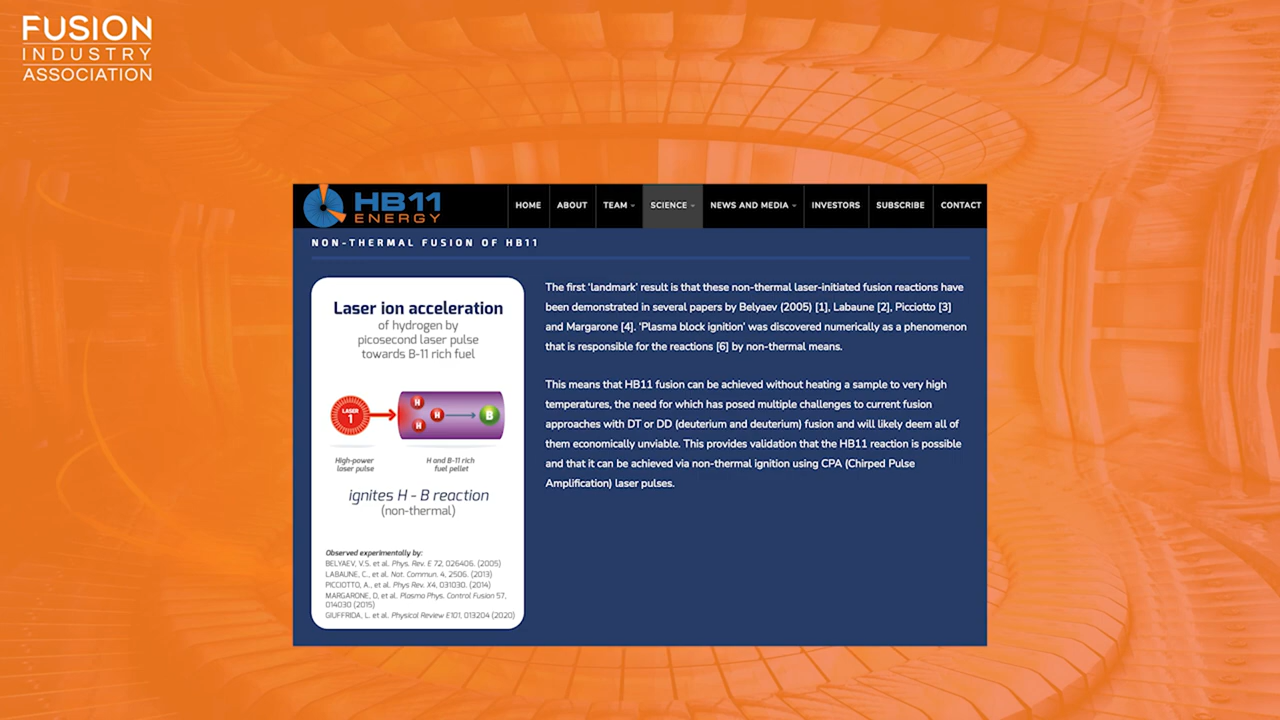 FUSION
INDUSTRY
ASSOCIATION
HB11
ENERGY
HOME
ABOUT
TEAM
SCIENCE
NEWS AND MEDIA
INVESTORS
SUBSCRIBE
CONTACT
NON-THERMAL FUSION OF HB11
Laser ion acceleration
of hydrogen by
picosecond laser pulse
towards B-11 rich fuel
LASER
1
H
H
H
B
High-power
laser pulse
H and B-11 rich
fuel pellet
ignites H - B reaction
(non-thermal)
Observed experimentally by:
BELYAEV, V.S. et al. Phys. Rev. E 72, 026406. (2005)
LABAUNE, C., et al. Nat. Commun. 4, 2506. (2013)
PICCIOTTO, A., et al. Phys Rev. X4, 031030. (2014)
MARGARONE, D, et al. Plasma Phys. Control Fusion 57,
014030 (2015)
GIUFFRIDA, L. et al. Physical Review E101, 013204 (2020)
The first ‘landmark’ result is that these non-thermal laser-initiated fusion reactions have
been demonstrated in several papers by Belyaev (2005) [1], Labaune [2], Picciotto [3]
and Margarone [4]. ‘Plasma block ignition’ was discovered numerically as a phenomenon
that is responsible for the reactions [6] by non-thermal means.
This means that HB11 fusion can be achieved without heating a sample to very high
temperatures, the need for which has posed multiple challenges to current fusion
approaches with DT or DD (deuterium and deuterium) fusion and will likely deem all of
them economically unviable. This provides validation that the HB11 reaction is possible
and that it can be achieved via non-thermal ignition using CPA (Chirped Pulse
Amplification) laser pulses.